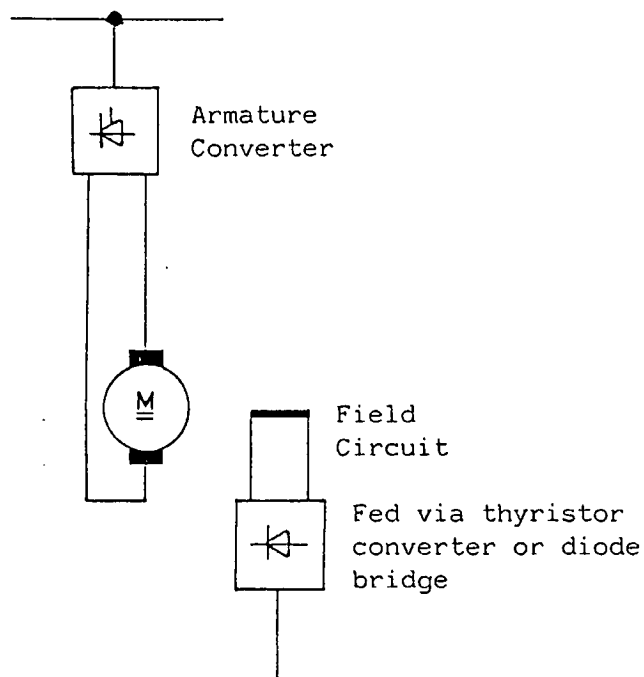 Armature
Converter
M
Field
Circuit
Fed via thyristor
converter or diode
bridge